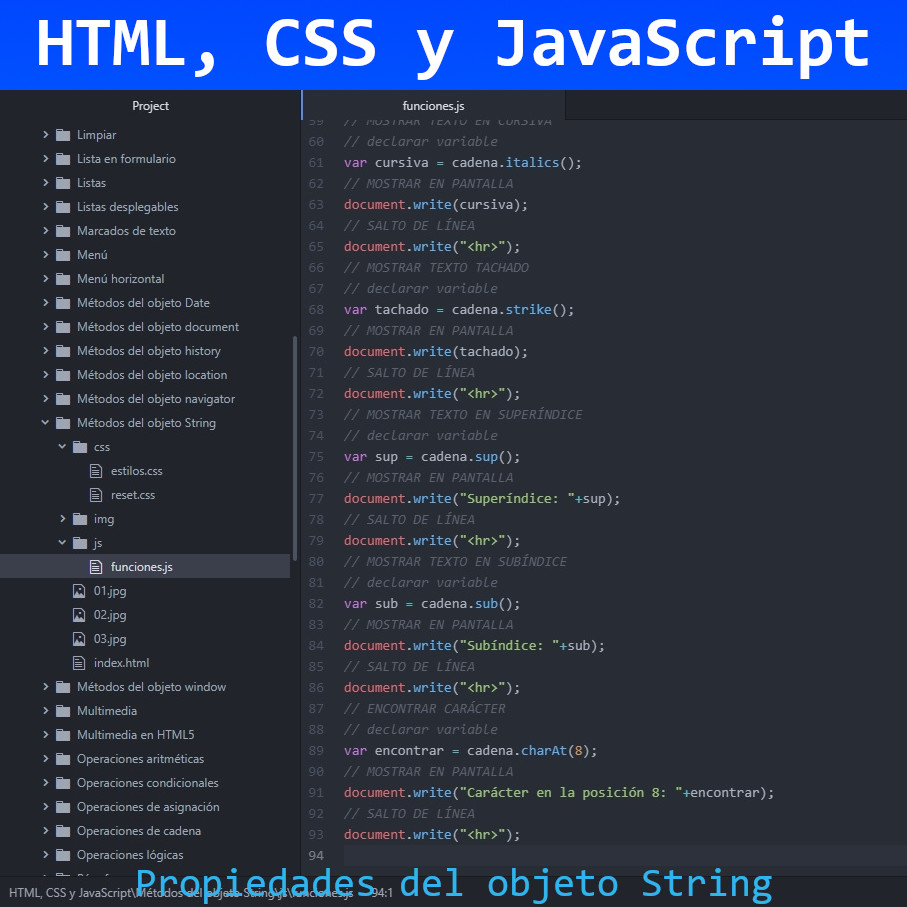 HTML, CSS y JavaScript
Project
Limpiar
Lista en formulario
Listas
Listas desplegables
Marcados de texto
Menú
Menú horizontal
Métodos del objeto Date
Métodos del objeto document
Métodos del objeto history
Métodos del objeto location
Métodos del objeto navigator
Métodos del objeto String
css
estilos.css
reset.css
img
js
funciones.js
01.jpg
02.jpg
03.jpg
index.html
Métodos del objeto window
Multimedia
Multimedia en HTML5
Operaciones aritméticas
Operaciones condicionales
Operaciones de asignación
Operaciones de cadena
Operaciones lógicas
funciones.js
59 // MOSTRAR TEXTO EN CURSIVA
60 // declarar variable
61 var cursiva = cadena.italics();
62 // MOSTRAR EN PANTALLA
63 document.write(cursiva);
64 // SALTO DE LÍNEA
65 document.write("<hr>");
66 // MOSTRAR TEXTO TACHADO
67 // declarar variable
68 var tachado = cadena.strike();
69 // MOSTRAR EN PANTALLA
70 document.write(tachado);
71 // SALTO DE LÍNEA
72 document.write("<hr>");
73 // MOSTRAR TEXTO EN SUPERÍNDICE
74 // declarar variable
75 var sup = cadena.sup();
76 // MOSTRAR EN PANTALLA
77 document.write("Superíndice: "+sup);
78 // SALTO DE LÍNEA
79 document.write("<hr>");
80 // MOSTRAR TEXTO EN SUBÍNDICE
81 // declarar variable
82 var sub = cadena.sub();
83 // MOSTRAR EN PANTALLA
84 document.write("Subíndice: "+sub);
85 // SALTO DE LÍNEA
86 document.write("<hr>");
87 // ENCONTRAR CARÁCTER
88 // declarar variable
89 var encontrar = cadena.charAt(8);
90 // MOSTRAR EN PANTALLA
91 document.write("Carácter en la posición 8: "+encontrar);
92 // SALTO DE LÍNEA
93 document.write("<hr>");
94
HTML, CSS y JavaScript\Métodos del objeto String\js\funciones.js 94:1
Propiedades del objeto String